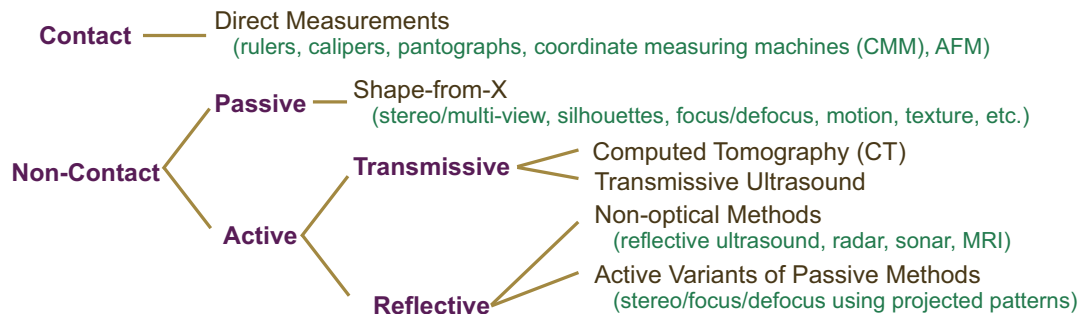 Contact
Direct Measurements
(rulers, calipers, pantographs, coordinate measuring machines (CMM), AFM)
Passive
Shape-from-X
(stereo/multi-view, silhouettes, focus/defocus, motion, texture, etc.)
Non-Contact
Transmissive
Computed Tomography (CT)
Transmissive Ultrasound
Active
Non-optical Methods
(reflective ultrasound, radar, sonar, MRI)
Reflective
Active Variants of Passive Methods
(stereo/focus/defocus using projected patterns)